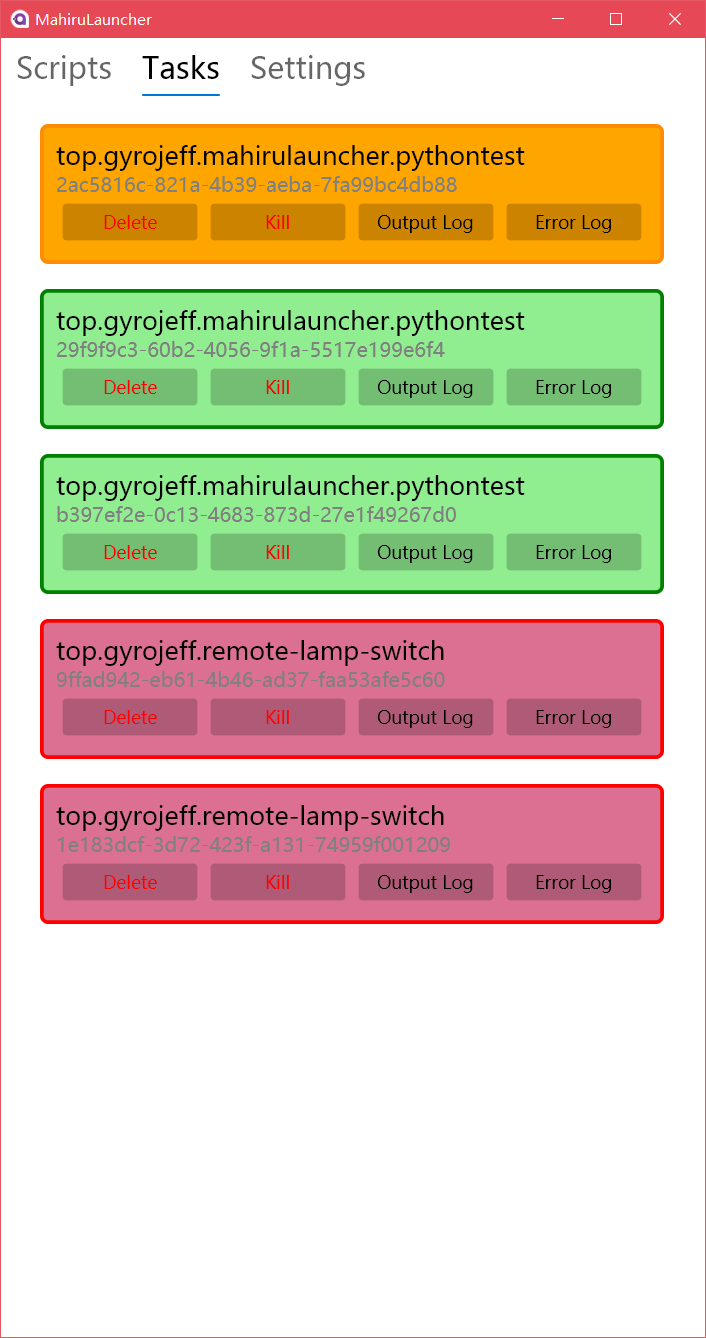 MahiruLauncher
Scripts Tasks Settings
top.gyrojeff.mahirulauncher.pythontest
2ac5816c-821a-4b39-aeba-7fa99bc4db88
Delete Kill Output Log Error Log
top.gyrojeff.mahirulauncher.pythontest
29f9f9c3-60b2-4056-9f1a-5517e199e6f4
Delete Kill Output Log Error Log
top.gyrojeff.mahirulauncher.pythontest
b397ef2e-0c13-4683-873d-27e1f49267d0
Delete Kill Output Log Error Log
top.gyrojeff.remote-lamp-switch
9ffad942-eb61-4b46-ad37-faa53afe5c60
Delete Kill Output Log Error Log
top.gyrojeff.remote-lamp-switch
1e183dcf-3d72-423f-a131-74959f001209
Delete Kill Output Log Error Log